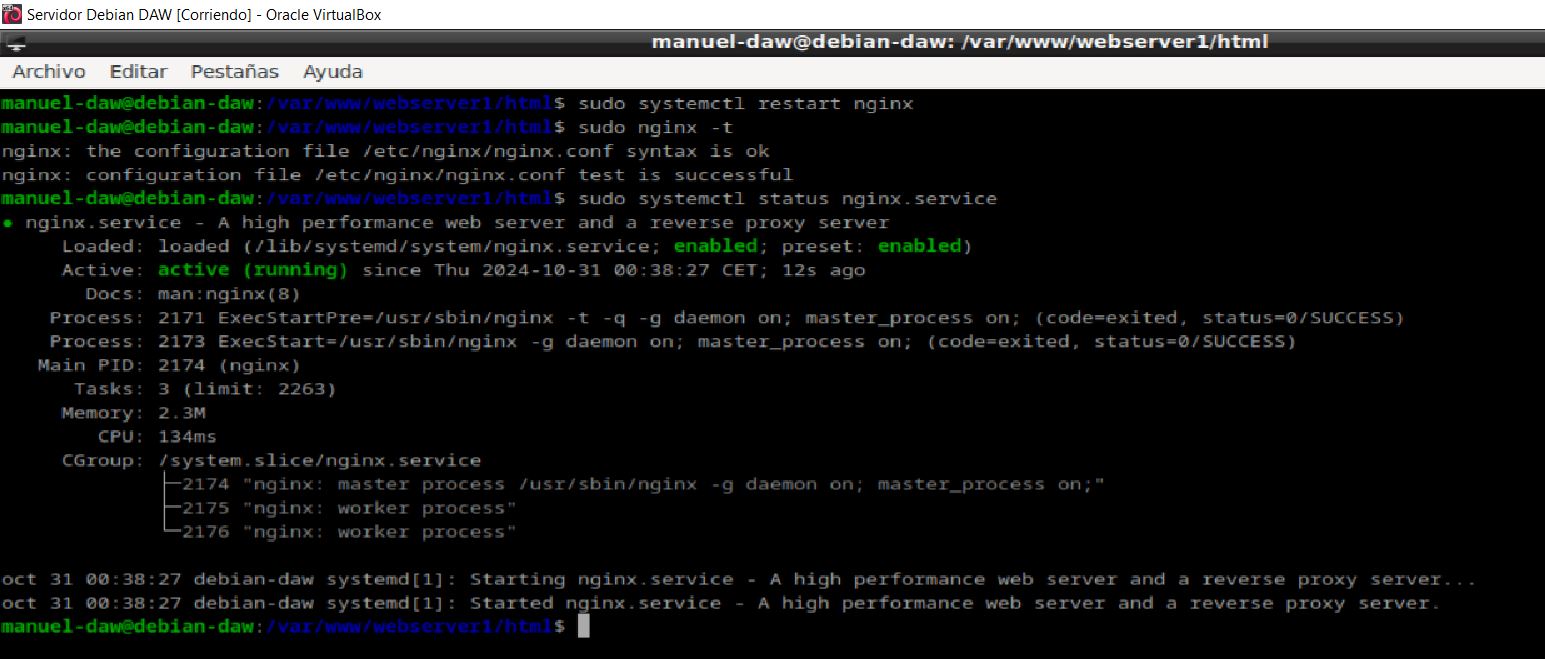 Servidor Debian DAW [Corriendo] - Oracle VirtualBox
manuel-daw@debian-daw: /var/www/webserver1/html
Archivo Editar Pestañas Ayuda
manuel-daw@debian-daw:/var/www/webserver1/html$ sudo systemctl restart nginx
manuel-daw@debian-daw:/var/www/webserver1/html$ sudo nginx -t
nginx: the configuration file /etc/nginx/nginx.conf syntax is ok
nginx: configuration file /etc/nginx/nginx.conf test is successful
manuel-daw@debian-daw:/var/www/webserver1/html$ sudo systemctl status nginx.service
● nginx.service - A high performance web server and a reverse proxy server
Loaded: loaded (/lib/systemd/system/nginx.service; enabled; preset: enabled)
Active: active (running) since Thu 2024-10-31 00:38:27 CET; 12s ago
Docs: man:nginx(8)
Process: 2171 ExecStartPre=/usr/sbin/nginx -t -q -g daemon on; master_process on; (code=exited, status=0/SUCCESS)
Process: 2173 ExecStart=/usr/sbin/nginx -g daemon on; master_process on; (code=exited, status=0/SUCCESS)
Main PID: 2174 (nginx)
Tasks: 3 (limit: 2263)
Memory: 2.3M
CPU: 134ms
CGroup: /system.slice/nginx.service
├─2174 "nginx: master process /usr/sbin/nginx -g daemon on; master_process on;"
├─2175 "nginx: worker process"
└─2176 "nginx: worker process"
oct 31 00:38:27 debian-daw systemd[1]: Starting nginx.service - A high performance web server and a reverse proxy server...
oct 31 00:38:27 debian-daw systemd[1]: Started nginx.service - A high performance web server and a reverse proxy server.
manuel-daw@debian-daw:/var/www/webserver1/html$